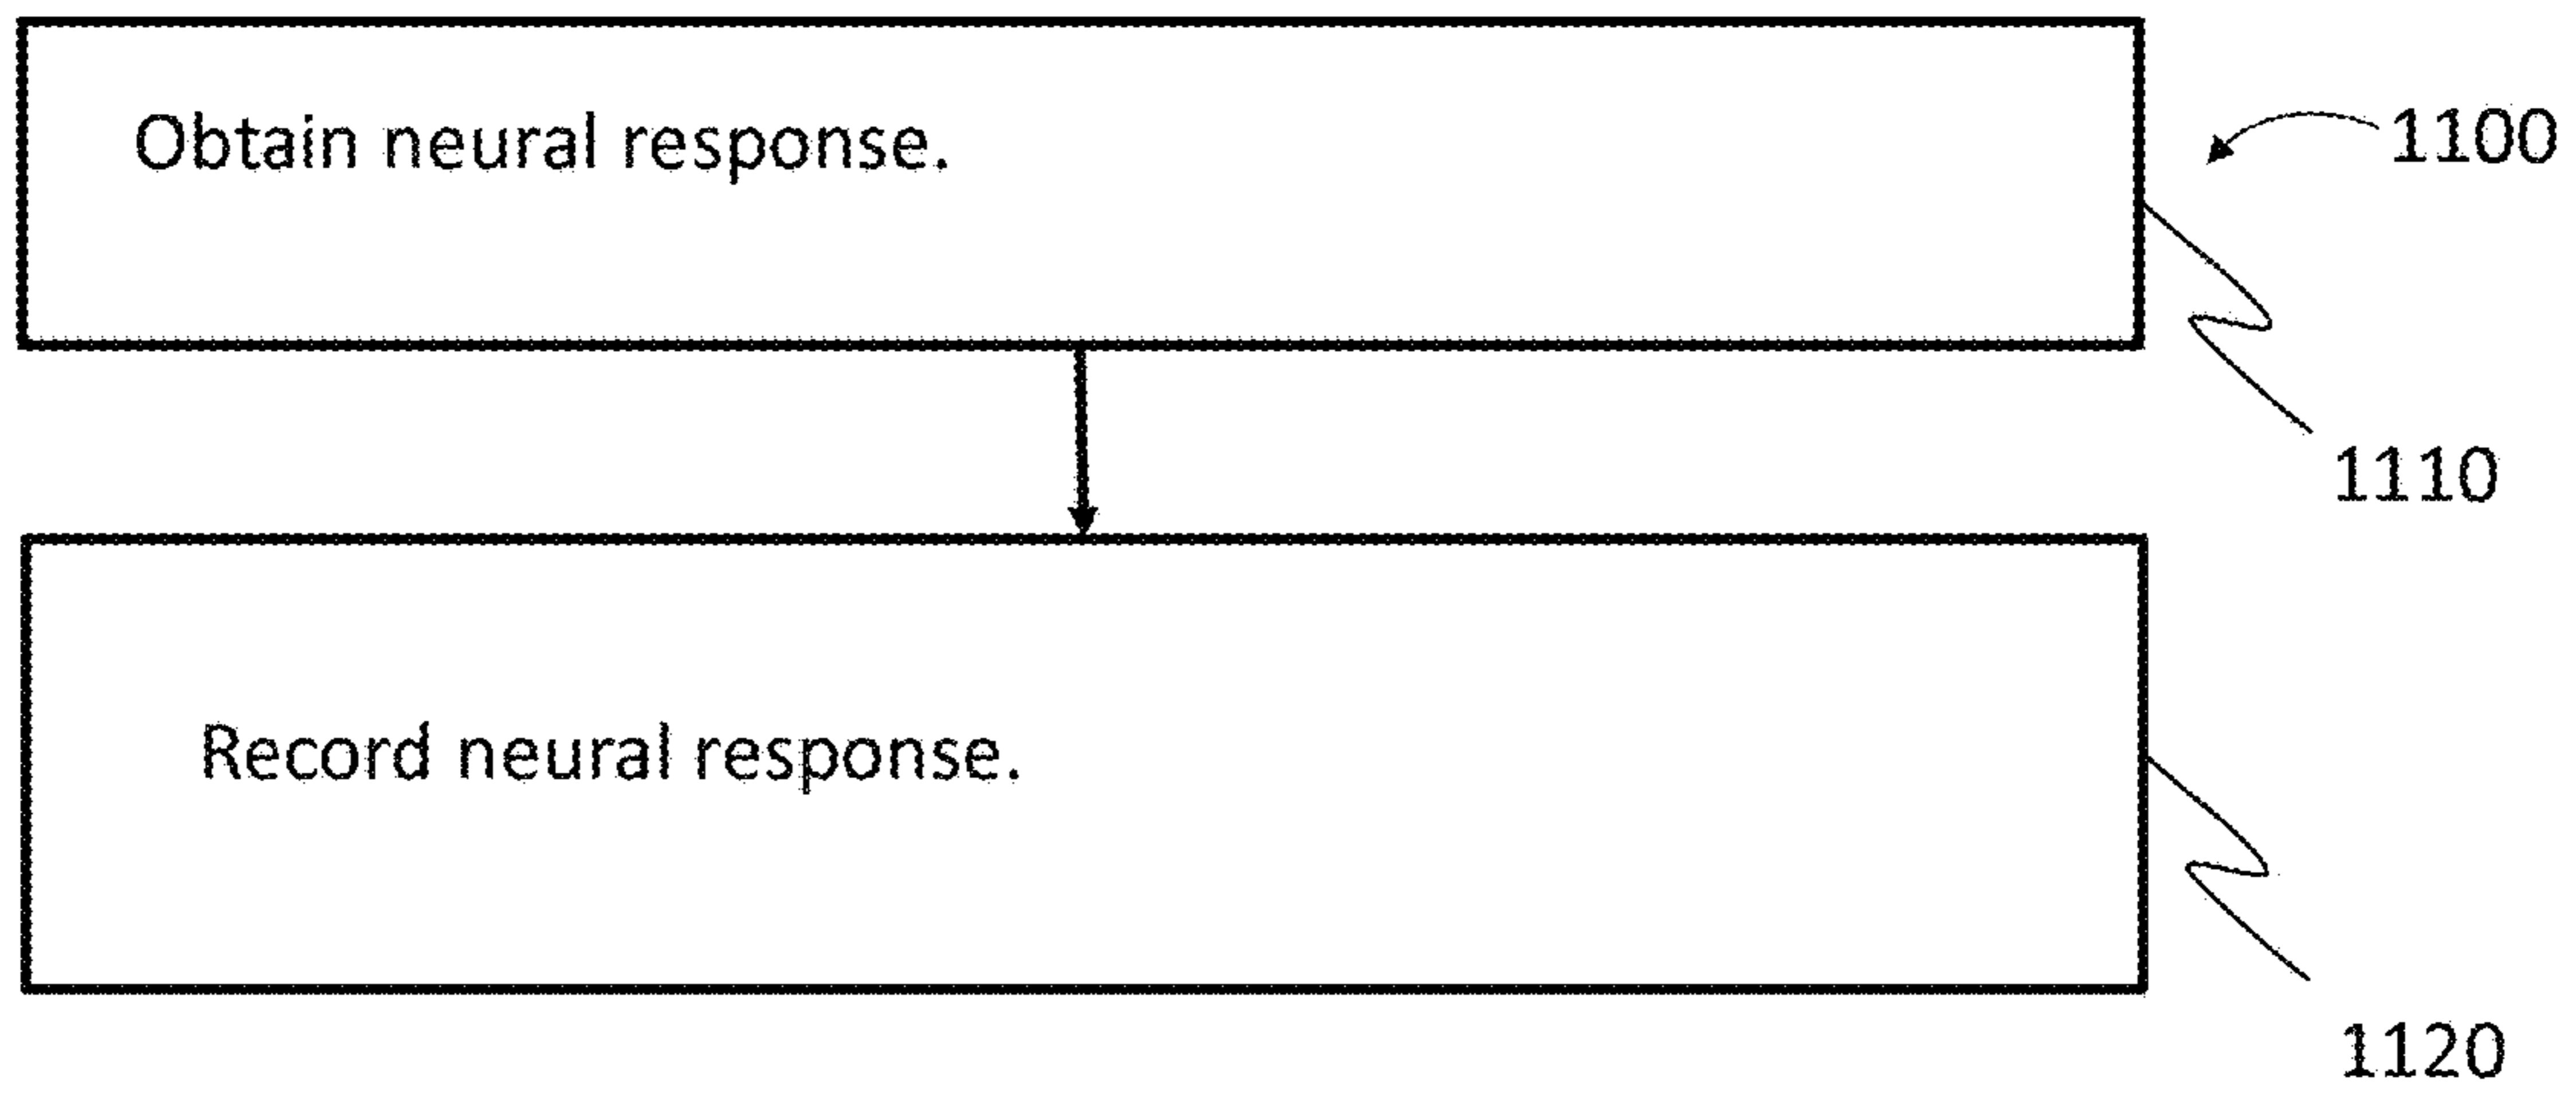 Obtain neural response.
1100
1110
Record neural response.
1120